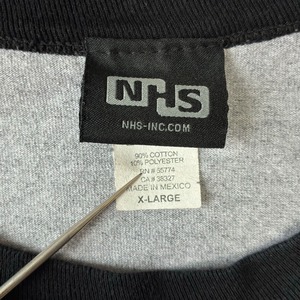 NHS
NHS-INC.COM
90% COTTON
10% POLYESTER
RN # 55774
CA # 38327
MADE IN MEXICO
X-LARGE